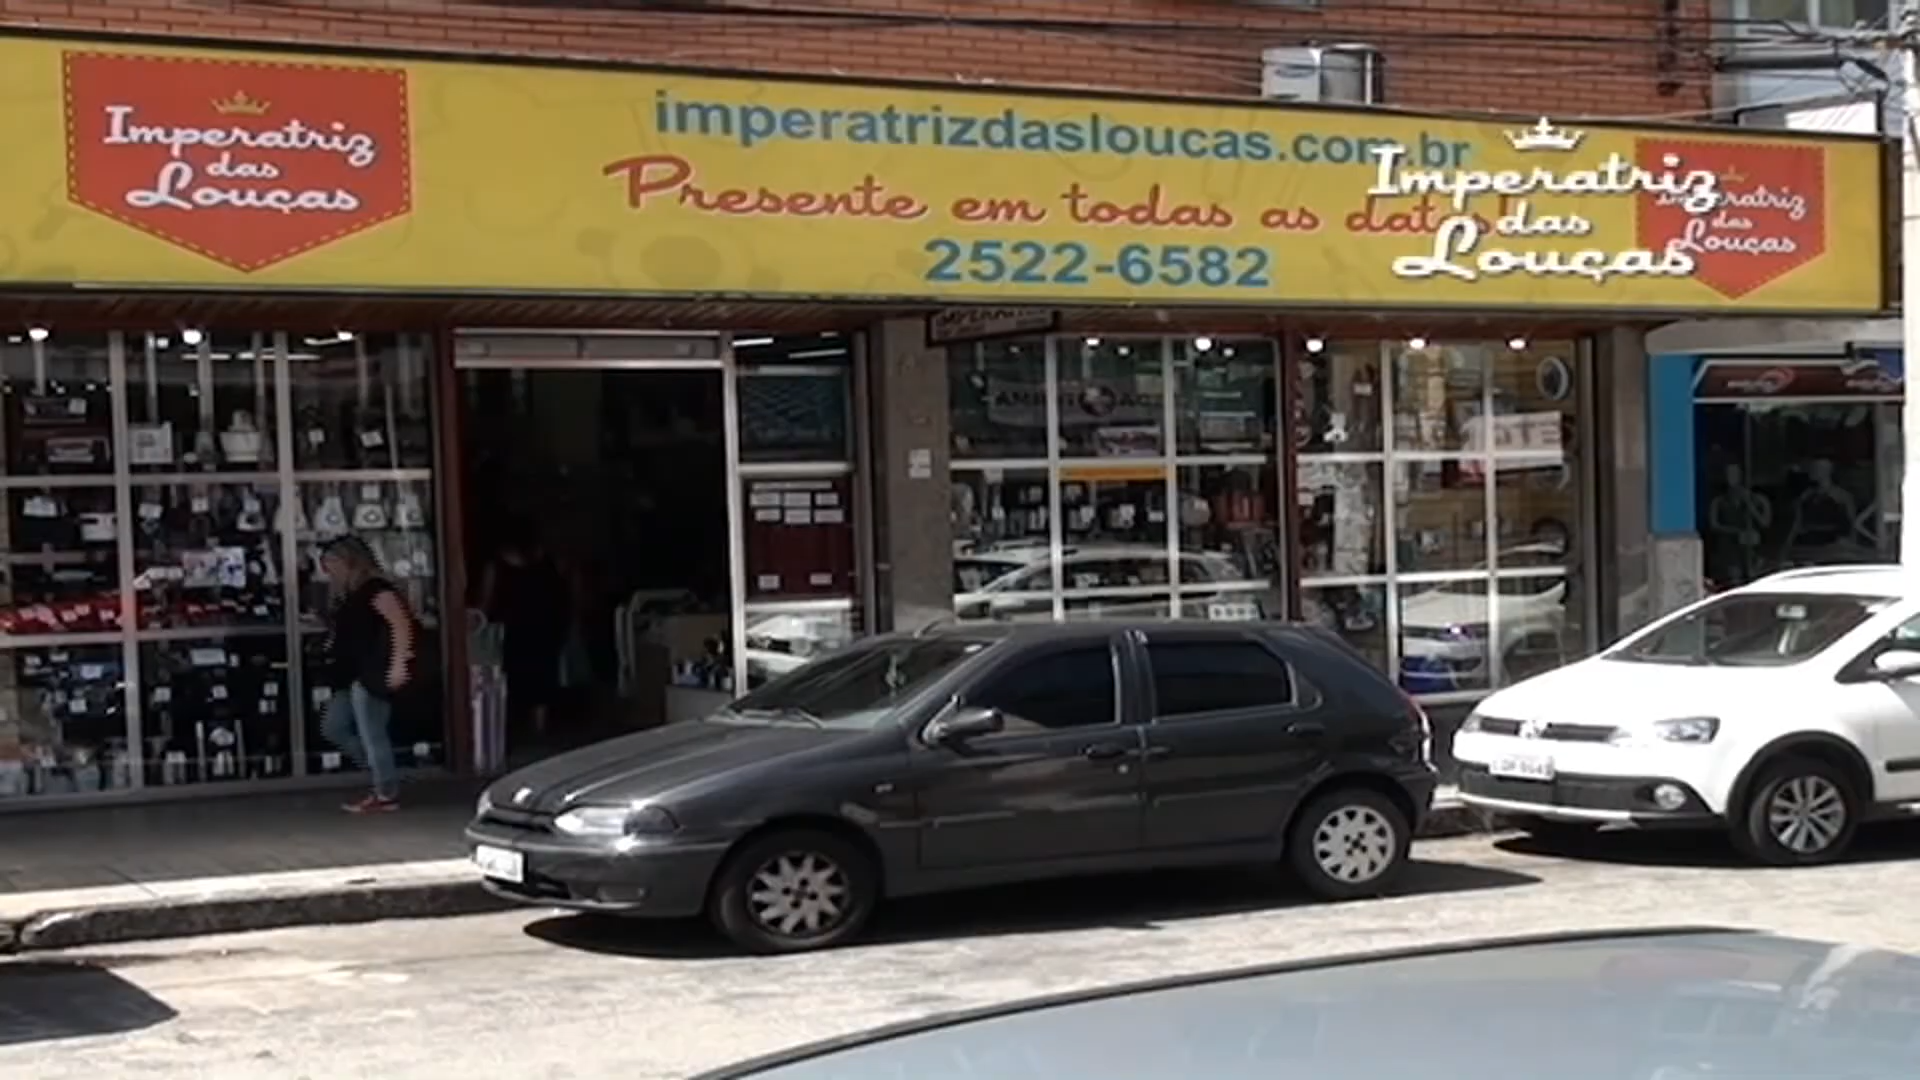 Imperatriz
das
Louças
imperatrizdasloucas.com.br
Presente em todas as datas
2522-6582
Imperatriz
das
Louças
Imperatriz
das
Louças